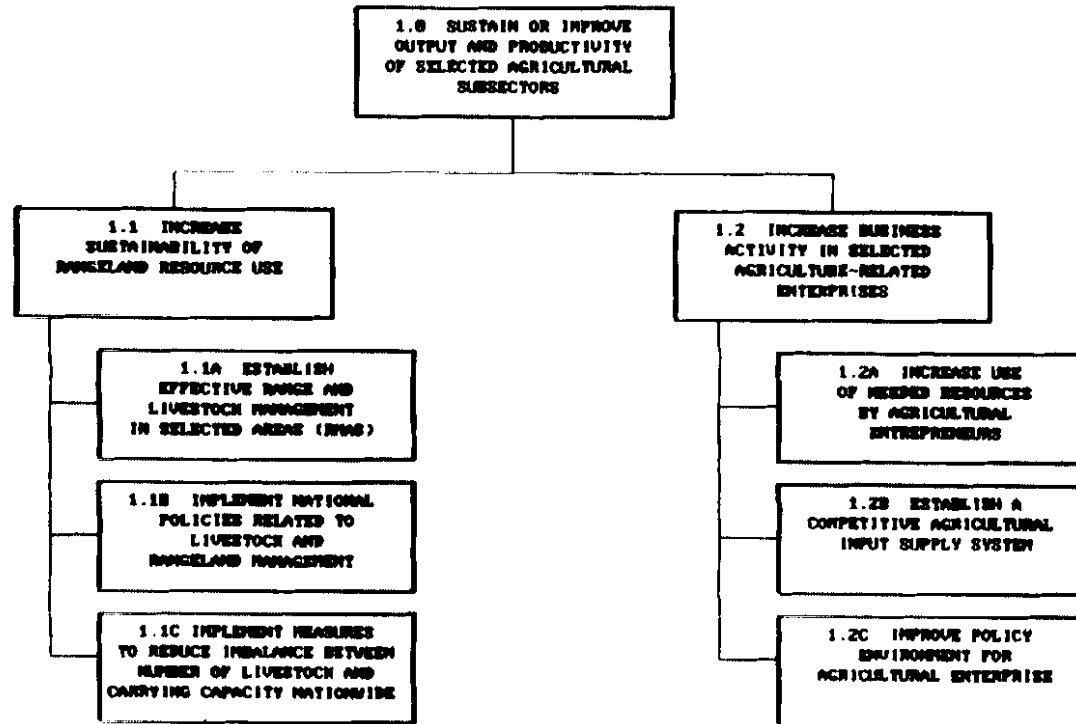 1.0 SUSTAIN OR IMPROVE
OUTPUT AND PRODUCTIVITY
OF SELECTED AGRICULTURAL
SUBSECTORS
1.1 INCREASE
SUSTAINABILITY OF
RANGELAND RESOURCE USE
1.2 INCREASE BUSINESS
ACTIVITY IN SELECTED
AGRICULTURE-RELATED
ENTERPRISES
1.1A ESTABLISH
EFFECTIVE RANGE AND
LIVESTOCK MANAGEMENT
IN SELECTED AREAS (RMAS)
1.2A INCREASE USE
OF NEEDED RESOURCES
BY AGRICULTURAL
ENTREPRENEURS
1.1B IMPLEMENT NATIONAL
POLICIES RELATED TO
LIVESTOCK AND
RANGELAND MANAGEMENT
1.2B ESTABLISH A
COMPETITIVE AGRICULTURAL
INPUT SUPPLY SYSTEM
1.1C IMPLEMENT MEASURES
TO REDUCE IMBALANCE BETWEEN
NUMBER OF LIVESTOCK AND
CARRYING CAPACITY NATIONWIDE
1.2C IMPROVE POLICY
ENVIRONMENT FOR
AGRICULTURAL ENTERPRISE